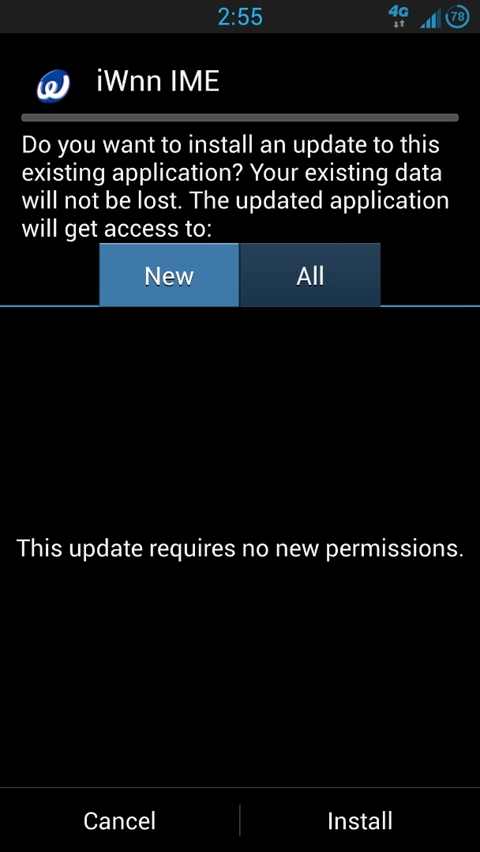 2:55
4G
78
iWnn IME
Do you want to install an update to this
existing application? Your existing data
will not be lost. The updated application
will get access to:
New
All
This update requires no new permissions.
Cancel
Install